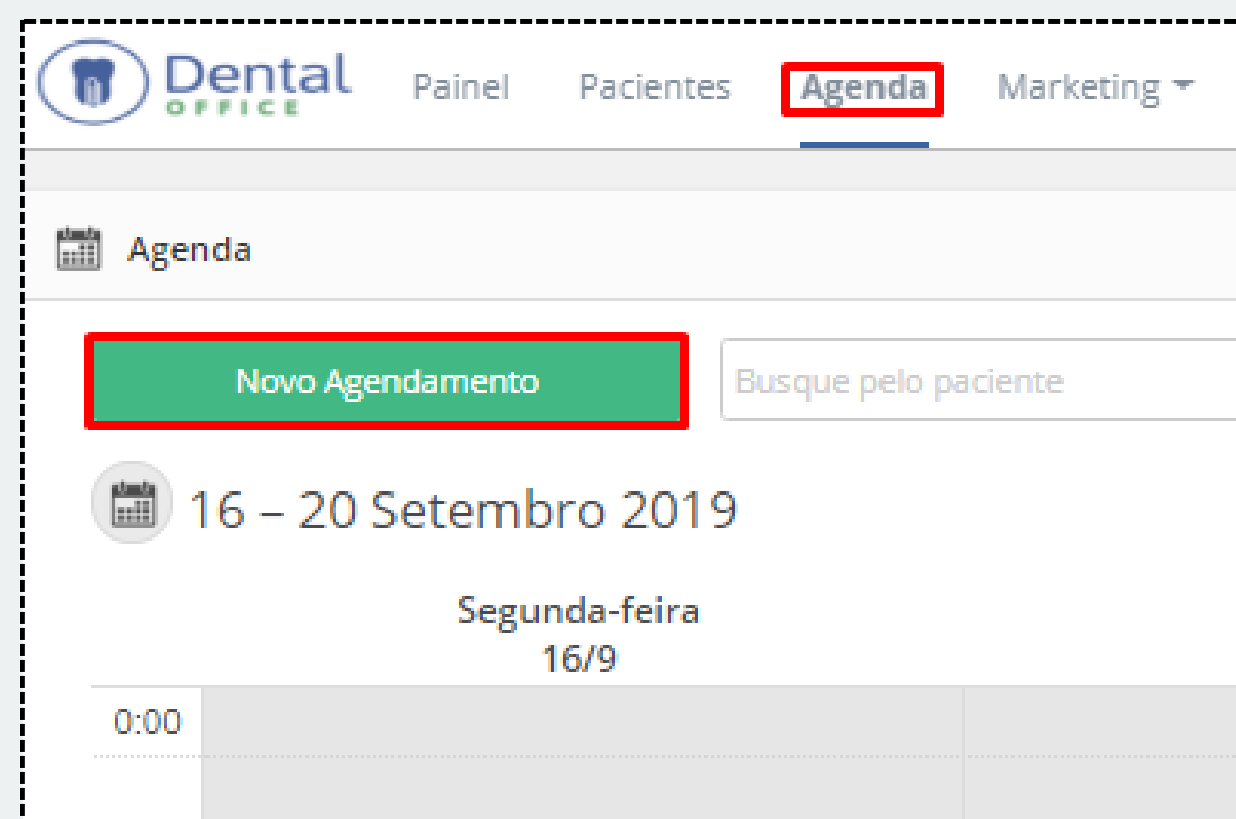 Dental
OFFICE
Painel Pacientes Agenda Marketing
Agenda
Novo Agendamento Busque pelo paciente
16 – 20 Setembro 2019
Segunda-feira
16/9
0:00